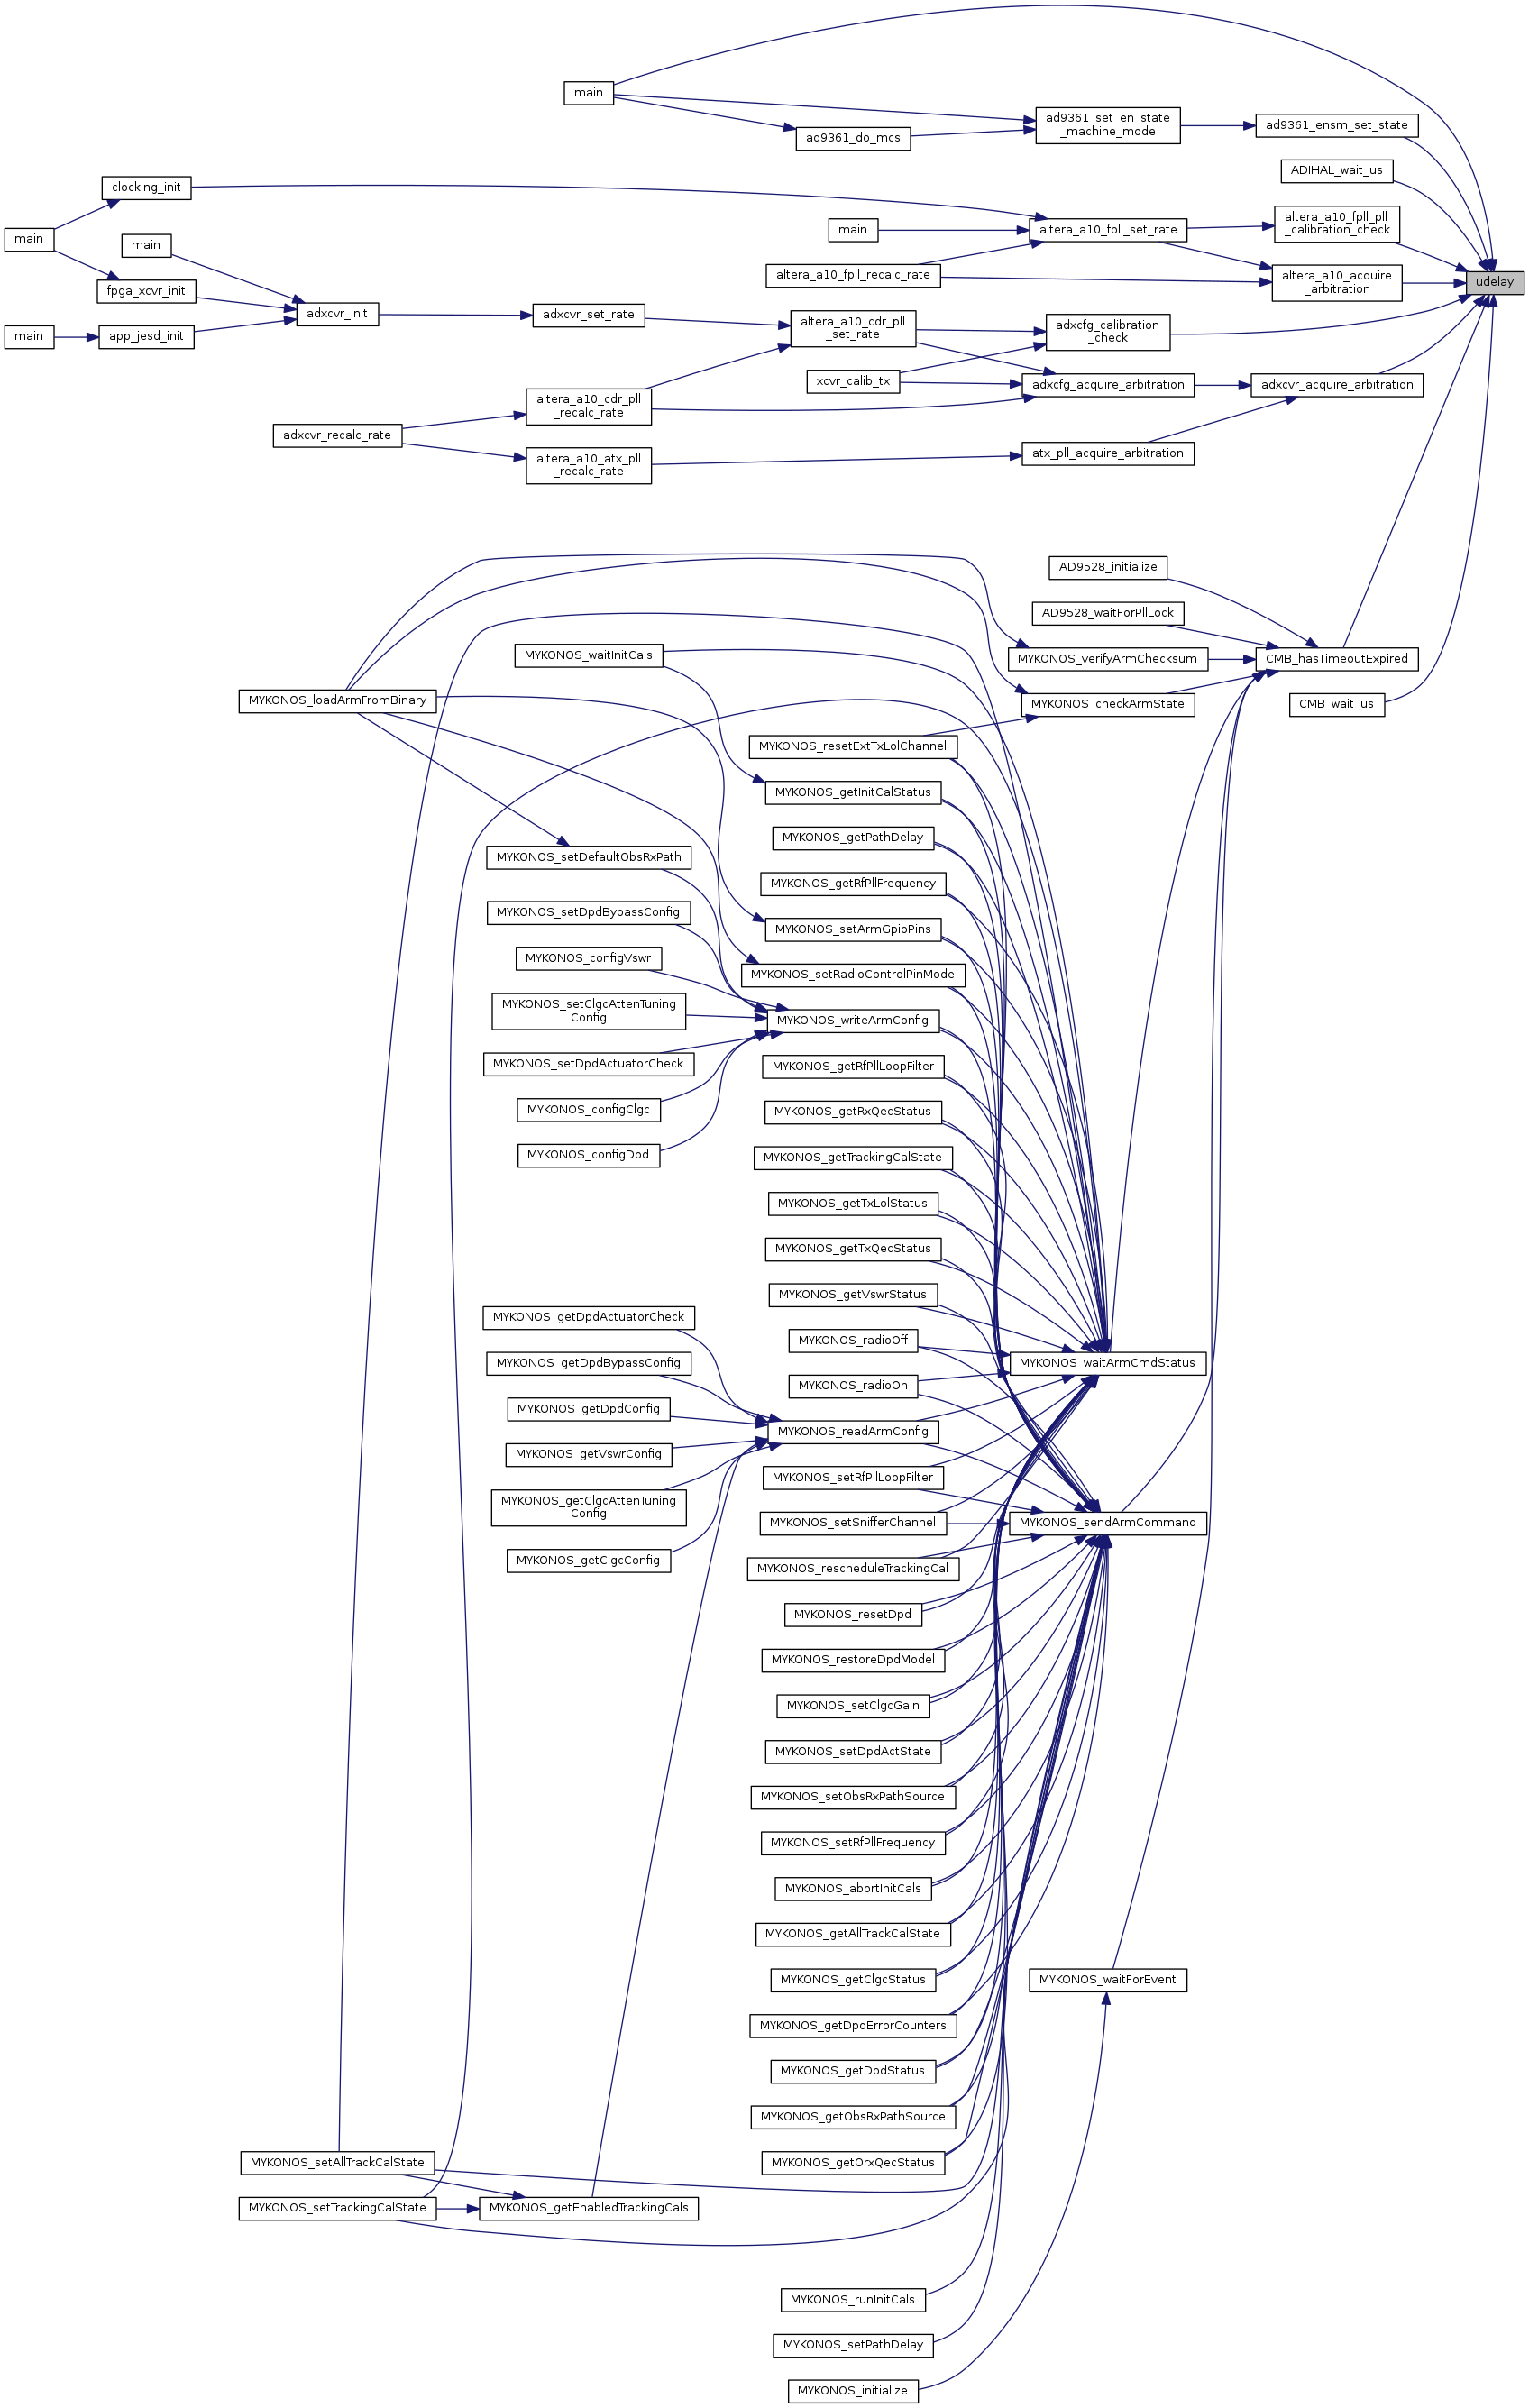 main
ad9361_set_en_state
_machine_mode
ad9361_ensm_set_state
ad9361_do_mcs
ADIHAL_wait_us
clocking_init
altera_a10_fpll_pll
_calibration_check
main
altera_a10_fpll_set_rate
main
main
altera_a10_fpll_recalc_rate
altera_a10_acquire
_arbitration
udelay
fpga_xcvr_init
adxcvr_init
adxcvr_set_rate
altera_a10_cdr_pll
_set_rate
adxcfg_calibration
_check
main
app_jesd_init
xcvr_calib_tx
adxcfg_acquire_arbitration
adxcvr_acquire_arbitration
altera_a10_cdr_pll
_recalc_rate
adxcvr_recalc_rate
altera_a10_atx_pll
_recalc_rate
atx_pll_acquire_arbitration
AD9528_initialize
AD9528_waitForPllLock
MYKONOS_waitInitCals
MYKONOS_verifyArmChecksum
CMB_hasTimeoutExpired
MYKONOS_loadArmFromBinary
MYKONOS_checkArmState
CMB_wait_us
MYKONOS_resetExtTxLolChannel
MYKONOS_getInitCalStatus
MYKONOS_getPathDelay
MYKONOS_setDefaultObsRxPath
MYKONOS_getRfPllFrequency
MYKONOS_setDpdBypassConfig
MYKONOS_setArmGpioPins
MYKONOS_configVswr
MYKONOS_setRadioControlPinMode
MYKONOS_setClgcAttenTuning
Config
MYKONOS_writeArmConfig
MYKONOS_setDpdActuatorCheck
MYKONOS_getRfPllLoopFilter
MYKONOS_configClgc
MYKONOS_getRxQecStatus
MYKONOS_configDpd
MYKONOS_getTrackingCalState
MYKONOS_getTxLolStatus
MYKONOS_getTxQecStatus
MYKONOS_getVswrStatus
MYKONOS_getDpdActuatorCheck
MYKONOS_radioOff
MYKONOS_getDpdBypassConfig
MYKONOS_waitArmCmdStatus
MYKONOS_radioOn
MYKONOS_getDpdConfig
MYKONOS_readArmConfig
MYKONOS_getVswrConfig
MYKONOS_setRfPllLoopFilter
MYKONOS_getClgcAttenTuning
Config
MYKONOS_setSnifferChannel
MYKONOS_sendArmCommand
MYKONOS_getClgcConfig
MYKONOS_rescheduleTrackingCal
MYKONOS_resetDpd
MYKONOS_restoreDpdModel
MYKONOS_setClgcGain
MYKONOS_setDpdActState
MYKONOS_setObsRxPathSource
MYKONOS_setRfPllFrequency
MYKONOS_abortInitCals
MYKONOS_getAllTrackCalState
MYKONOS_getClgcStatus
MYKONOS_waitForEvent
MYKONOS_getDpdErrorCounters
MYKONOS_getDpdStatus
MYKONOS_getObsRxPathSource
MYKONOS_setAllTrackCalState
MYKONOS_getOrxQecStatus
MYKONOS_setTrackingCalState
MYKONOS_getEnabledTrackingCals
MYKONOS_runInitCals
MYKONOS_setPathDelay
MYKONOS_initialize